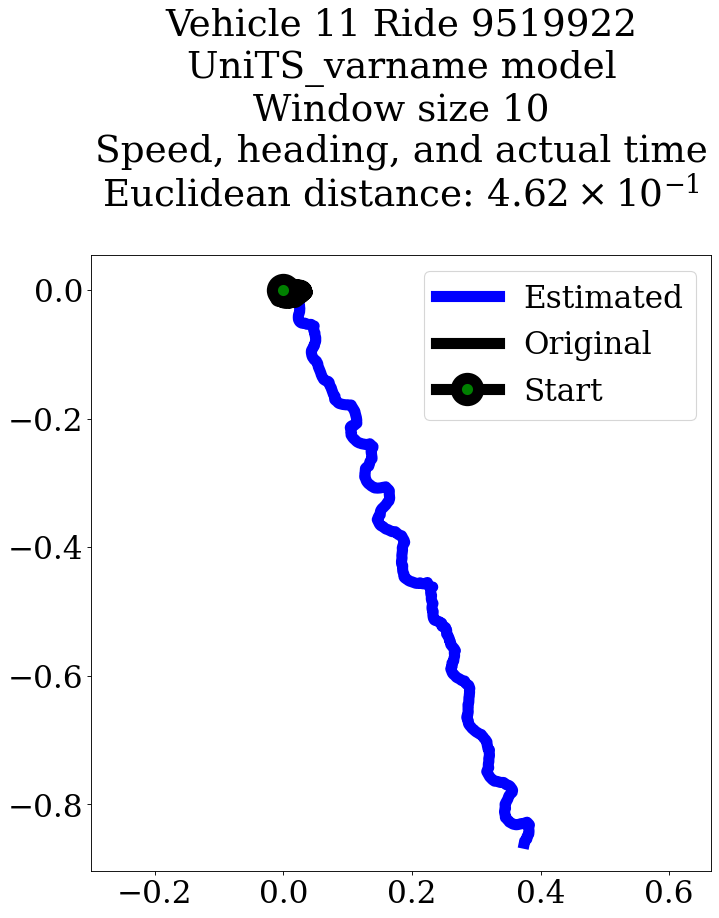 Vehicle 11 Ride 9519922
UniTS_varname model
Window size 10
Speed, heading, and actual time
Euclidean distance: 4.62 × 10⁻¹
Estimated
Original
Start
0.0
−0.2
−0.4
−0.6
−0.8
−0.2 0.0 0.2 0.4 0.6